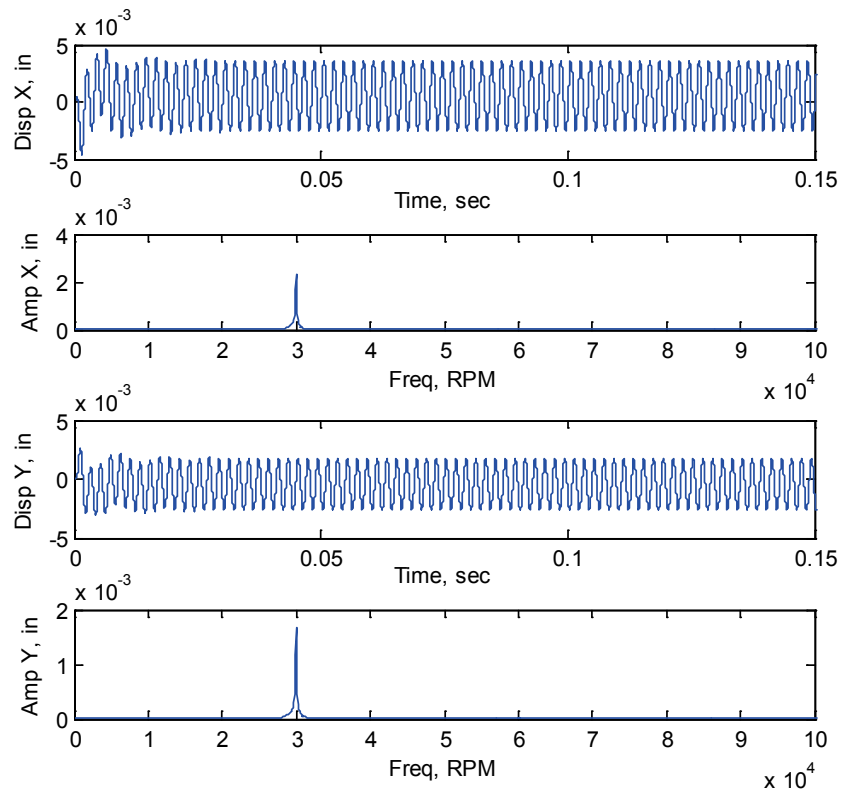 x 10^-3
5
0
-5
Disp X, in
0 0.05 0.1 0.15
Time, sec
x 10^-3
4
2
0
Amp X, in
0 1 2 3 4 5 6 7 8 9 10
Freq, RPM
x 10^4
x 10^-3
5
0
-5
Disp Y, in
0 0.05 0.1 0.15
Time, sec
x 10^-3
2
1
0
Amp Y, in
0 1 2 3 4 5 6 7 8 9 10
Freq, RPM
x 10^4